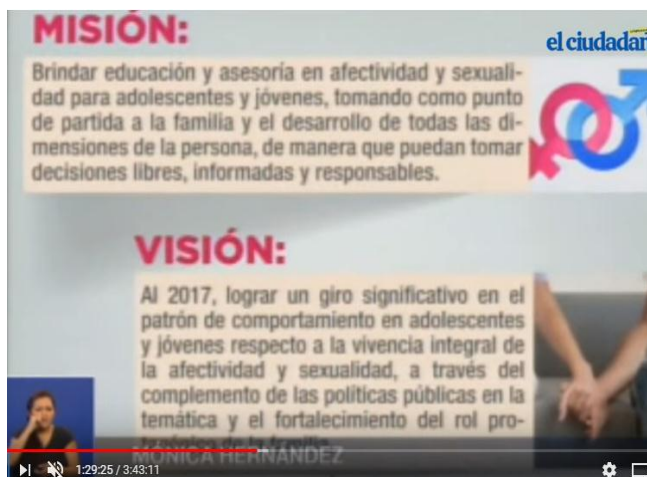 MISIÓN:
el ciudadan
Brindar educación y asesoría en afectividad y sexuali-
dad para adolescentes y jóvenes, tomando como punto
de partida a la familia y el desarrollo de todas las di-
mensiones de la persona, de manera que puedan tomar
decisiones libres, informadas y responsables.
VISIÓN:
Al 2017, lograr un giro significativo en el
patrón de comportamiento en adolescentes
y jóvenes respecto a la vivencia integral de
la afectividad y sexualidad, a través del
complemento de las políticas públicas en la
temática y el fortalecimiento del rol pro-
MÓNICA HERNÁNDEZ
1:29:25 / 3:43:11